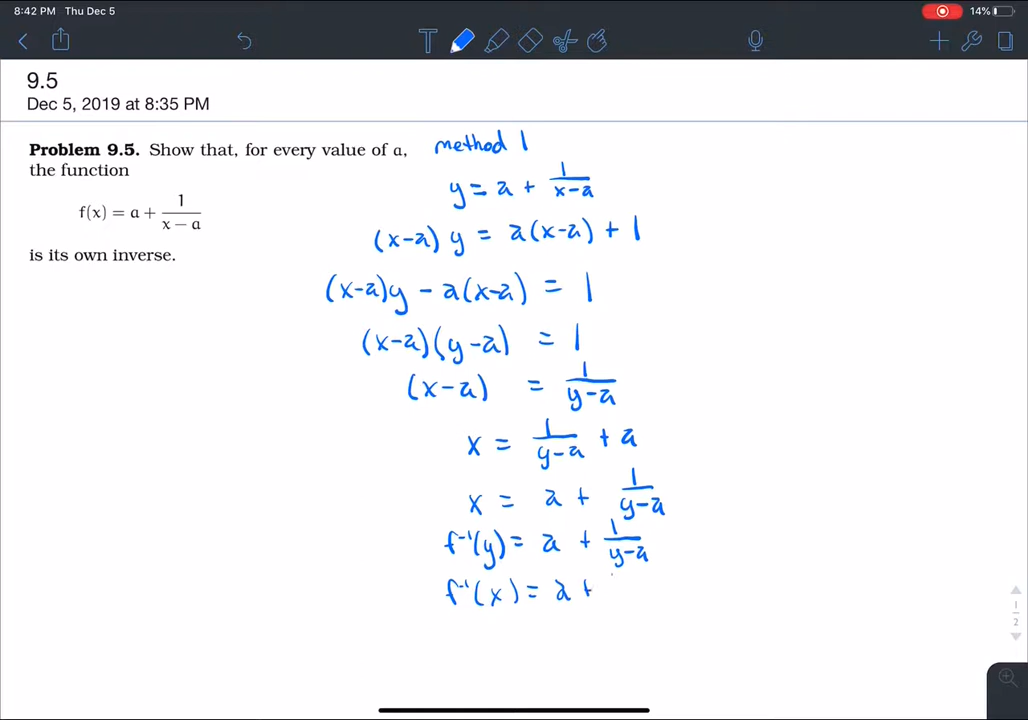 8:42 PM Thu Dec 5
14%
T
9.5
Dec 5, 2019 at 8:35 PM
Problem 9.5. Show that, for every value of a,
the function
f(x) = a + 1/(x − a)
is its own inverse.
method 1
y = a + 1/(x-a)
(x-a) y = a(x-a) + 1
(x-a)y - a(x-a) = 1
(x-a)(y-a) = 1
(x-a) = 1/(y-a)
x = 1/(y-a) + a
x = a + 1/(y-a)
f⁻¹(y) = a + 1/(y-a)
f⁻¹(x) = a +
1
2